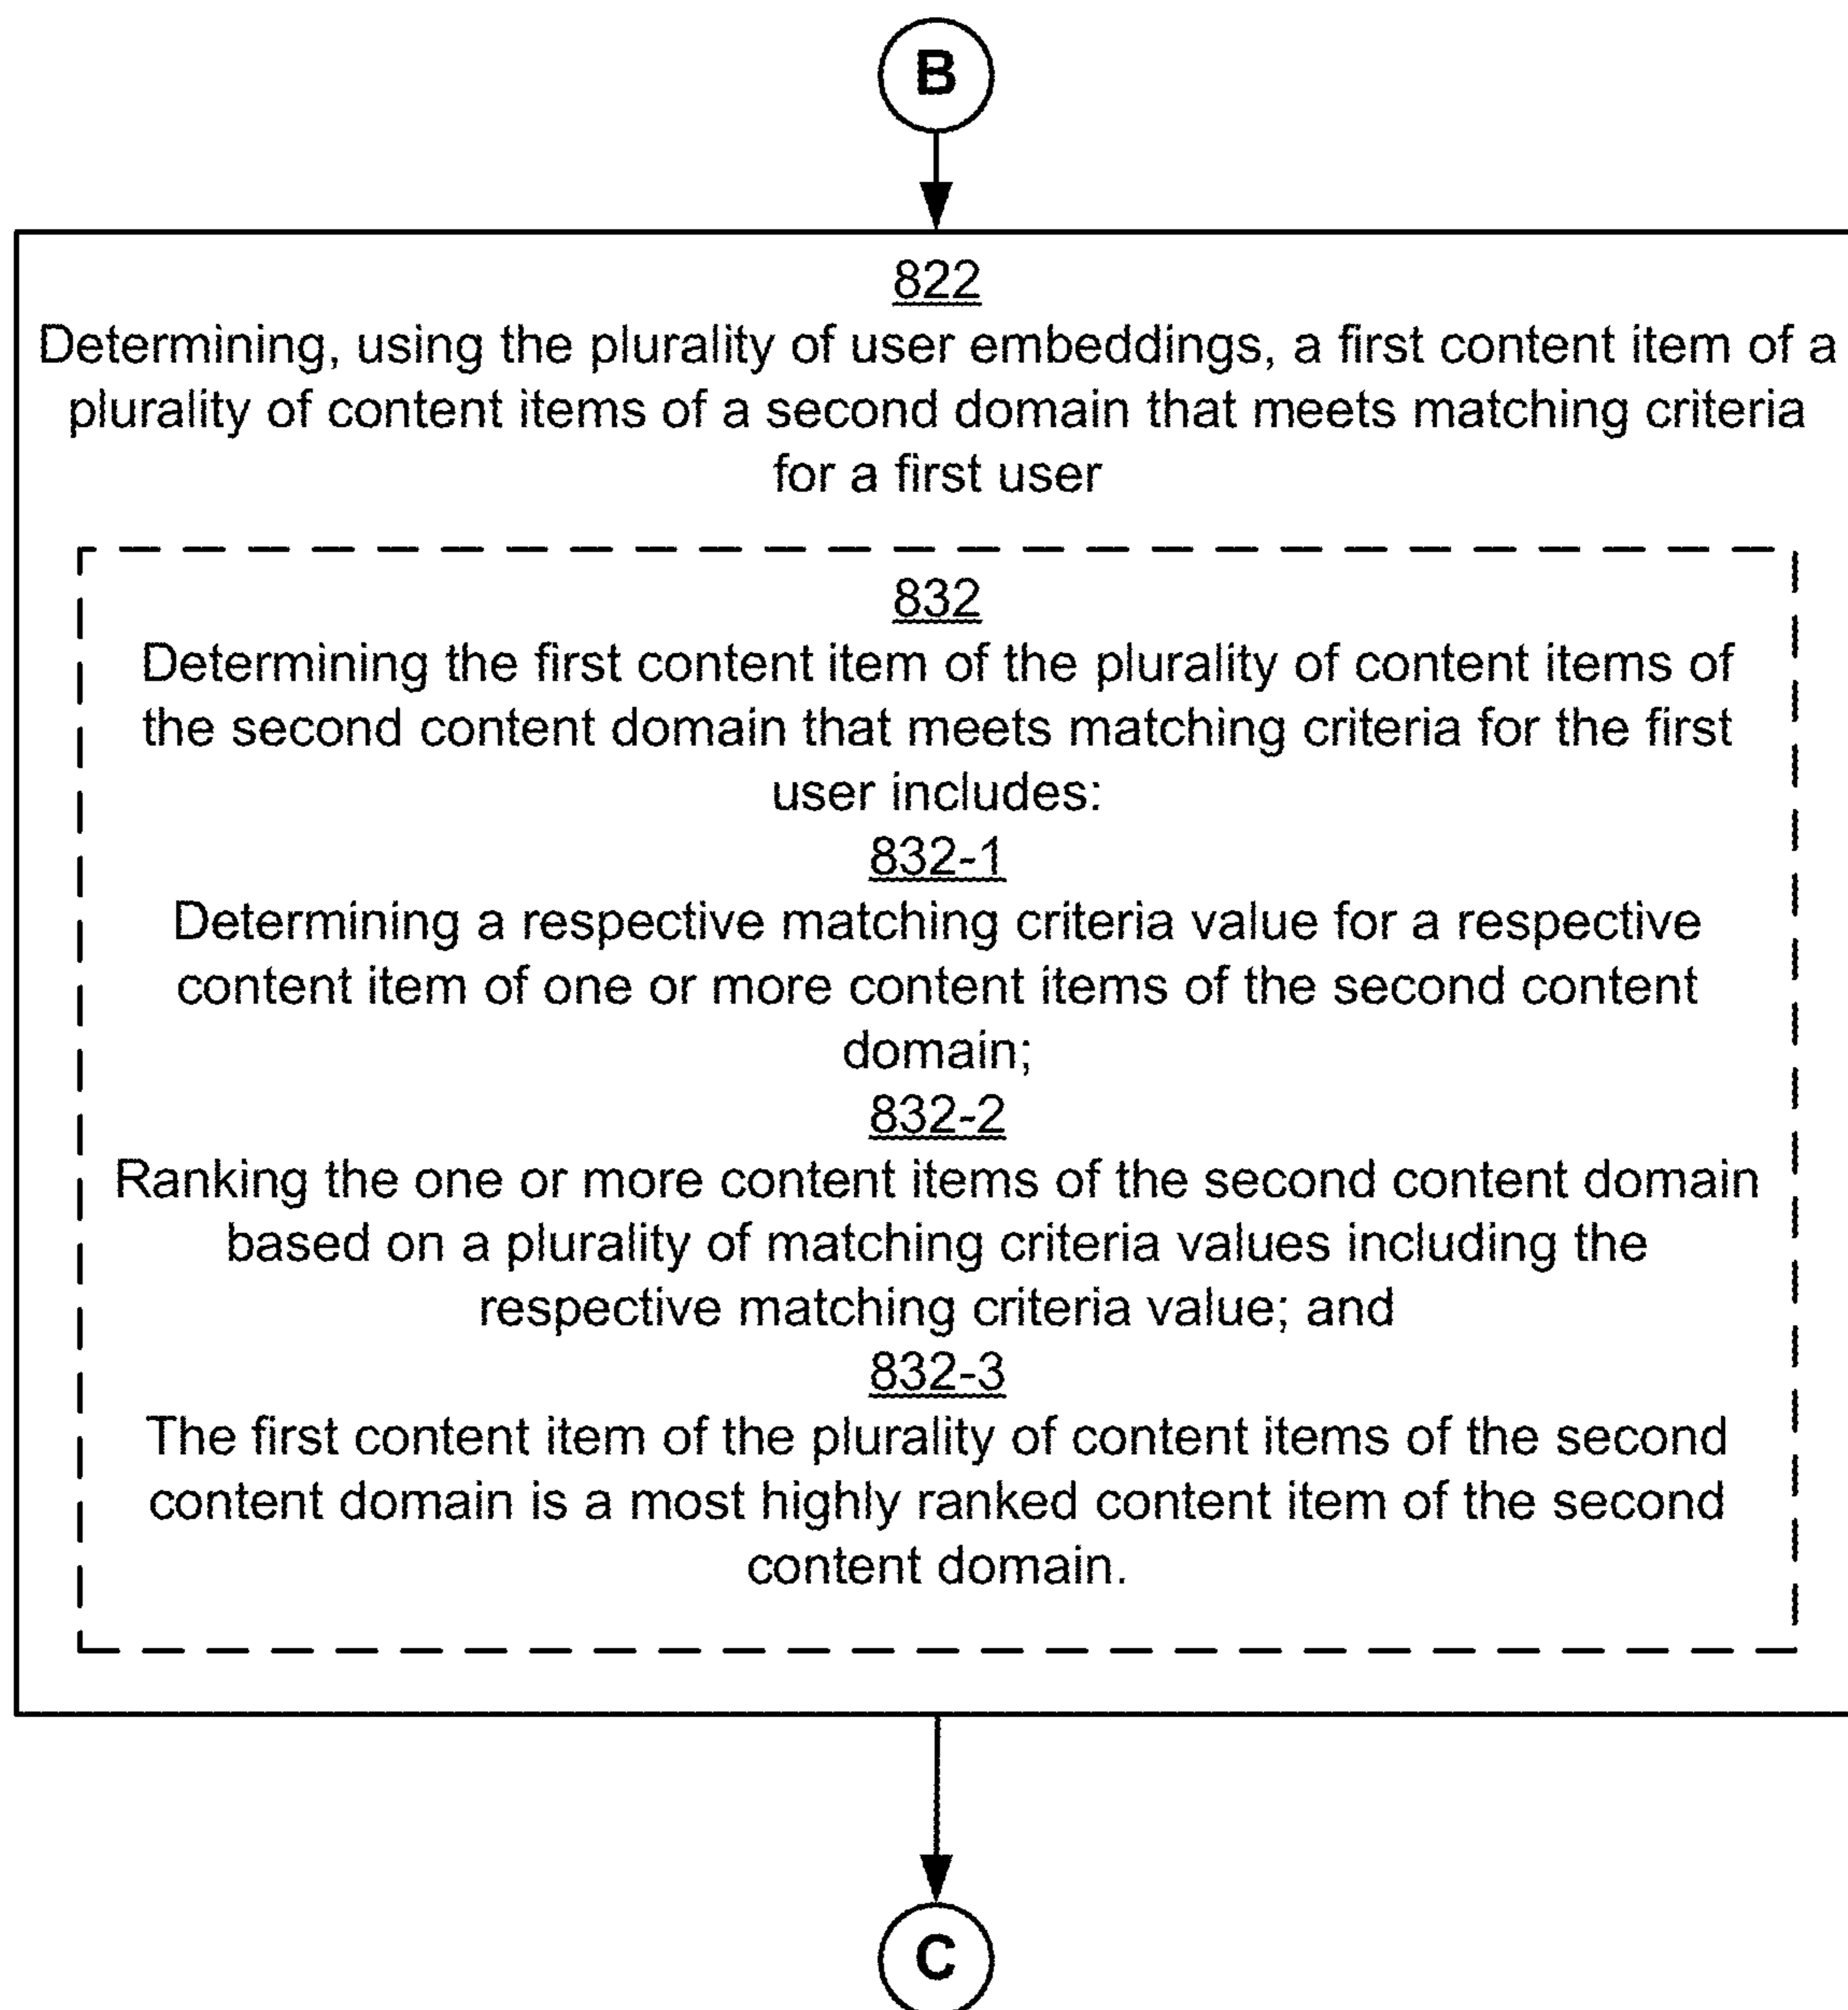 B
822
Determining, using the plurality of user embeddings, a first content item of a
plurality of content items of a second domain that meets matching criteria
for a first user
832
Determining the first content item of the plurality of content items of
the second content domain that meets matching criteria for the first
user includes:
832-1
Determining a respective matching criteria value for a respective
content item of one or more content items of the second content
domain;
832-2
Ranking the one or more content items of the second content domain
based on a plurality of matching criteria values including the
respective matching criteria value; and
832-3
The first content item of the plurality of content items of the second
content domain is a most highly ranked content item of the second
content domain.
C